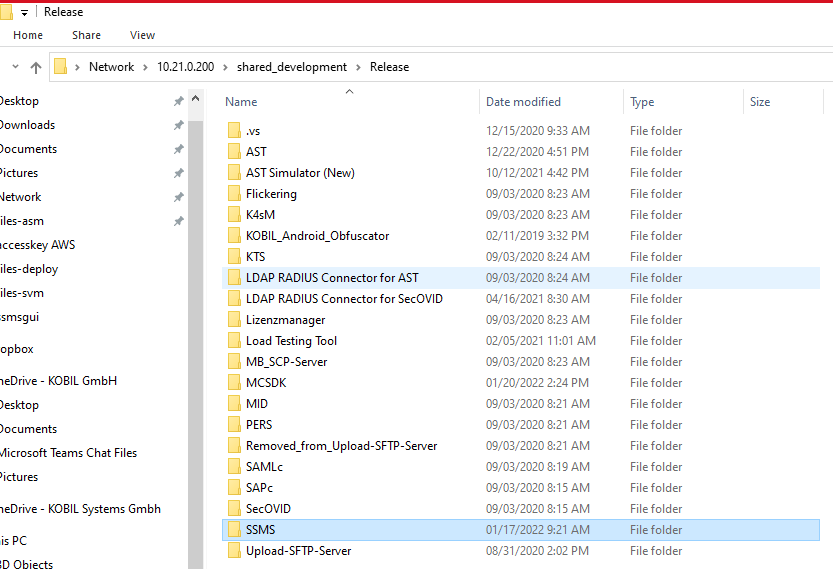 Release
Home Share View
Network > 10.21.0.200 > shared_development > Release
Desktop
Downloads
Documents
Pictures
Network
files-asm
accesskey AWS
files-deploy
files-svm
ssmsgui
ropbox
neDrive - KOBIL GmbH
Desktop
Documents
Microsoft Teams Chat Files
Pictures
neDrive - KOBIL Systems Gmbh
is PC
3D Objects
Name Date modified Type Size
.vs 12/15/2020 9:33 AM File folder
AST 12/22/2020 4:51 PM File folder
AST Simulator (New) 10/12/2021 4:42 PM File folder
Flickering 09/03/2020 8:23 AM File folder
K4sM 09/03/2020 8:23 AM File folder
KOBIL_Android_Obfuscator 02/11/2019 3:32 PM File folder
KTS 09/03/2020 8:24 AM File folder
LDAP RADIUS Connector for AST 09/03/2020 8:24 AM File folder
LDAP RADIUS Connector for SecOVID 04/16/2021 8:30 AM File folder
Lizenzmanager 09/03/2020 8:23 AM File folder
Load Testing Tool 02/05/2021 11:01 AM File folder
MB_SCP-Server 09/03/2020 8:23 AM File folder
MCSDK 01/20/2022 2:24 PM File folder
MID 09/03/2020 8:21 AM File folder
PERS 09/03/2020 8:21 AM File folder
Removed_from_Upload-SFTP-Server 09/03/2020 8:21 AM File folder
SAMLc 09/03/2020 8:19 AM File folder
SAPc 09/03/2020 8:15 AM File folder
SecOVID 09/03/2020 8:15 AM File folder
SSMS 01/17/2022 9:21 AM File folder
Upload-SFTP-Server 08/31/2020 2:02 PM File folder